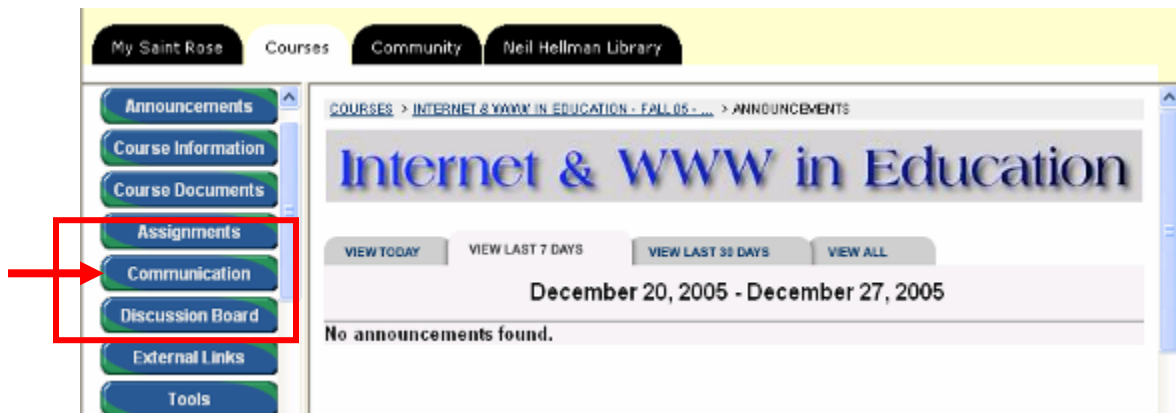 My Saint Rose Courses Community Neil Hellman Library
Announcements
Course Information
Course Documents
Assignments
Communication
Discussion Board
External Links
Tools
COURSES > INTERNET & WWW IN EDUCATION - FALL 05 - ... > ANNOUNCEMENTS
Internet & WWW in Education
VIEW TODAY VIEW LAST 7 DAYS VIEW LAST 30 DAYS VIEW ALL
December 20, 2005 - December 27, 2005
No announcements found.